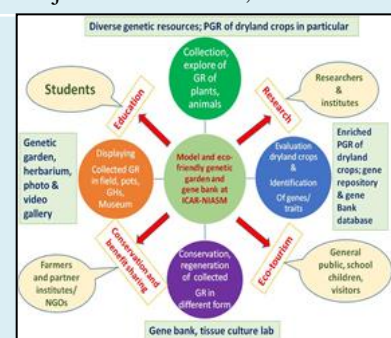 Diverse genetic resources; PGR of dryland crops in particular
Collection,
explore of GR
of
plants,
animals
Students
Education
Research
Researchers
&
institutes
Genetic
garden,
herbarium,
photo &
video
gallery
Displaying
Collected GR
in field, pots,
GHs,
Museum
Model and eco-
friendly genetic
garden and
gene bank at
ICAR-NIASM
Evaluation
dryland crops &
Identification
Of genes/
traits
Enriched
PGR of
dryland
crops; gene
repository
& gene
Bank
database
Farmers
and partner
institutes/
NGOs
Conservation and
benefit sharing
Conservation,
regeneration of
collected
GR in
different form
Eco-tourism
General
public, school
children,
visitors
Gene bank, tissue culture lab